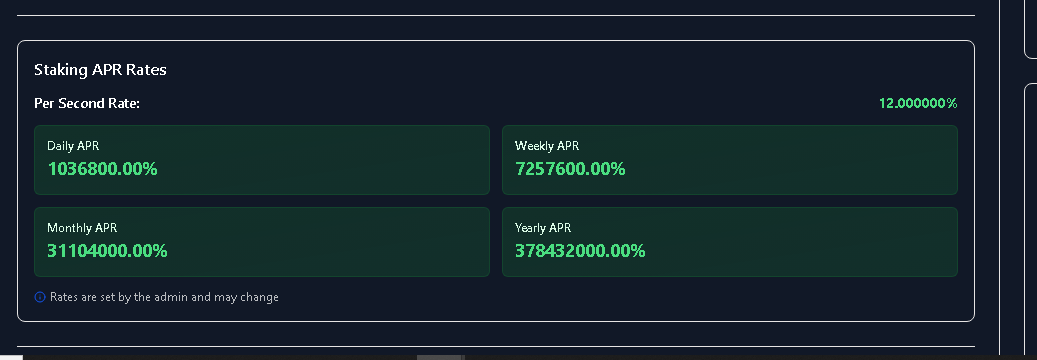 Staking APR Rates
Per Second Rate: 12.000000%
Daily APR
1036800.00%
Weekly APR
7257600.00%
Monthly APR
31104000.00%
Yearly APR
378432000.00%
Rates are set by the admin and may change